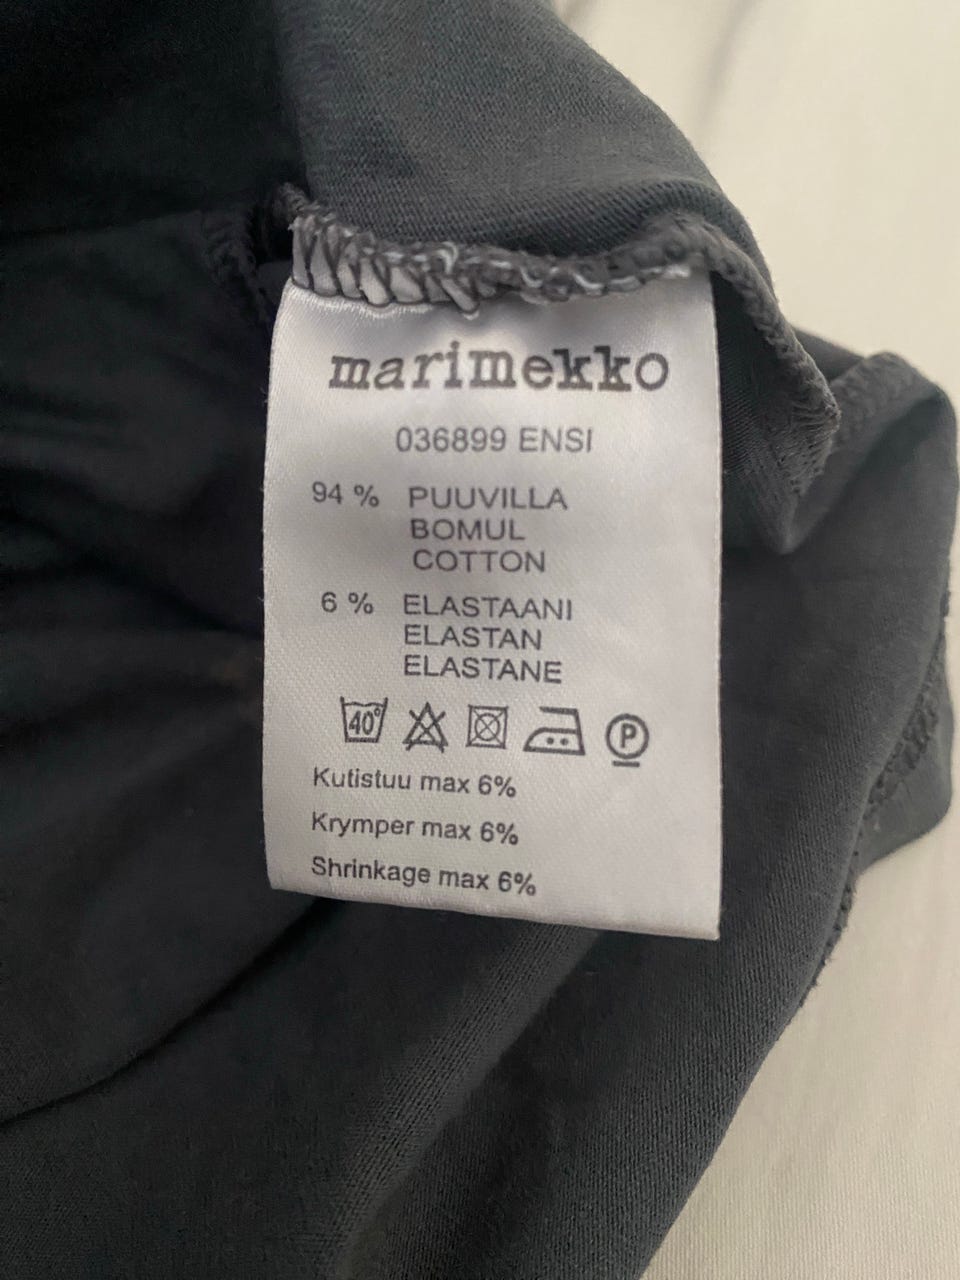 marimekko
036899 ENSI
94 % PUUVILLA
BOMUL
COTTON
6 % ELASTAANI
ELASTAN
ELASTANE
40° P
Kutistuu max 6%
Krymper max 6%
Shrinkage max 6%